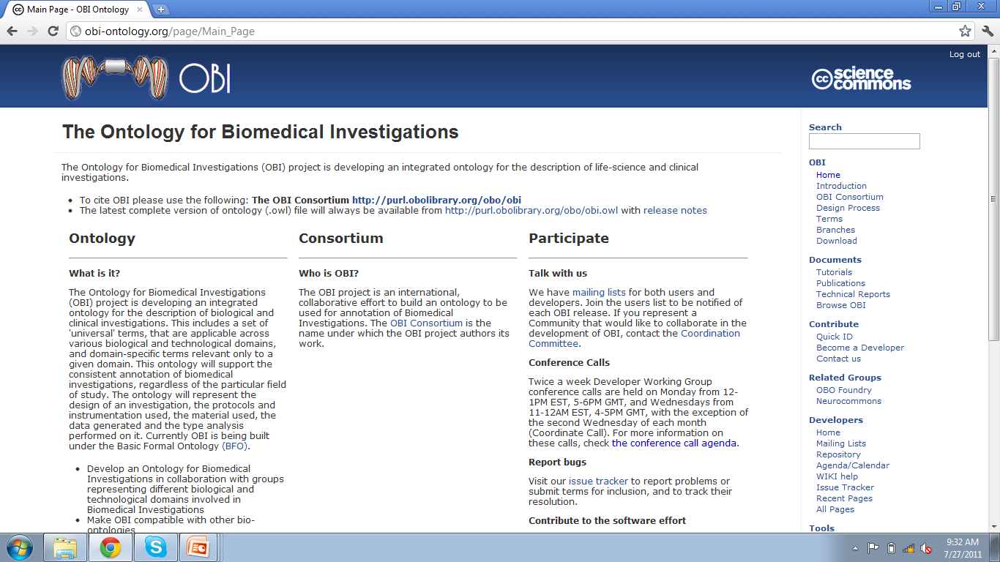 Main Page - OBI Ontology
obi-ontology.org/page/Main_Page
Log out
OBI
cc science
commons
The Ontology for Biomedical Investigations
The Ontology for Biomedical Investigations (OBI) project is developing an integrated ontology for the description of life-science and clinical
investigations.
• To cite OBI please use the following: The OBI Consortium http://purl.obolibrary.org/obo/obi
• The latest complete version of ontology (.owl) file will always be available from http://purl.obolibrary.org/obo/obi.owl with release notes
Ontology
What is it?
The Ontology for Biomedical Investigations
(OBI) project is developing an integrated
ontology for the description of biological and
clinical investigations. This includes a set of
'universal' terms, that are applicable across
various biological and technological domains,
and domain-specific terms relevant only to a
given domain. This ontology will support the
consistent annotation of biomedical
investigations, regardless of the particular field
of study. The ontology will represent the
design of an investigation, the protocols and
instrumentation used, the material used, the
data generated and the type analysis
performed on it. Currently OBI is being built
under the Basic Formal Ontology (BFO).
• Develop an Ontology for Biomedical
Investigations in collaboration with groups
representing different biological and
technological domains involved in
Biomedical Investigations
• Make OBI compatible with other bio-
ontologies
Consortium
Who is OBI?
The OBI project is an international,
collaborative effort to build an ontology to be
used for annotation of Biomedical
Investigations. The OBI Consortium is the
name under which the OBI project authors its
work.
Participate
Talk with us
We have mailing lists for both users and
developers. Join the users list to be notified of
each OBI release. If you represent a
Community that would like to collaborate in the
development of OBI, contact the Coordination
Committee.
Conference Calls
Twice a week Developer Working Group
conference calls are held on Monday from 12-
1PM EST, 5-6PM GMT, and Wednesdays from
11-12AM EST, 4-5PM GMT, with the exception of
the second Wednesday of each month
(Coordinate Call). For more information on
these calls, check the conference call agenda.
Report bugs
Visit our issue tracker to report problems or
submit terms for inclusion, and to track their
resolution.
Contribute to the software effort
Search
OBI
Home
Introduction
OBI Consortium
Design Process
Terms
Branches
Download
Documents
Tutorials
Publications
Technical Reports
Browse OBI
Contribute
Quick ID
Become a Developer
Contact us
Related Groups
OBO Foundry
Neurocommons
Developers
Home
Mailing Lists
Repository
Agenda/Calendar
WIKI help
Issue Tracker
Recent Pages
All Pages
Tools
9:32 AM
7/27/2011